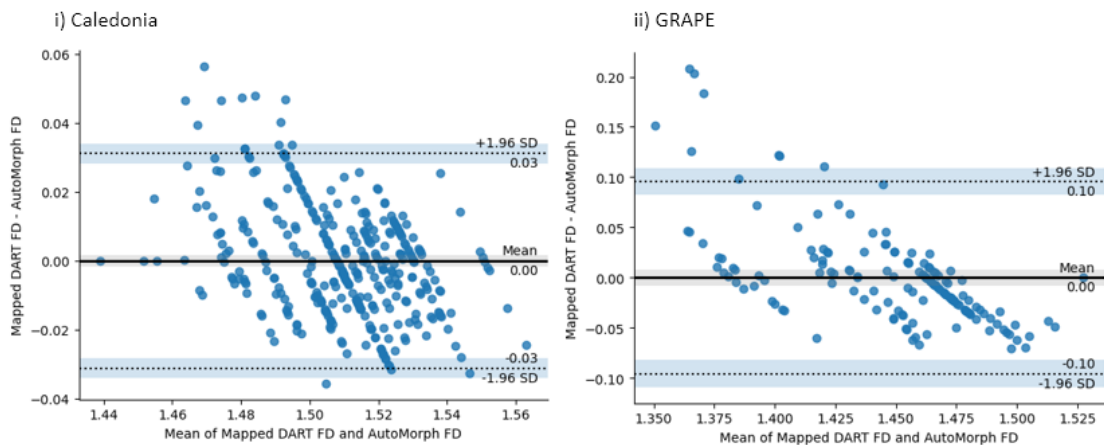 i) Caledonia
0.06
0.04
0.02
0.00
−0.02
−0.04
Mapped DART FD - AutoMorph FD
+1.96 SD
0.03
Mean
0.00
-0.03
-1.96 SD
1.44 1.46 1.48 1.50 1.52 1.54 1.56
Mean of Mapped DART FD and AutoMorph FD
ii) GRAPE
0.20
0.15
0.10
0.05
0.00
−0.05
−0.10
Mapped DART FD - AutoMorph FD
+1.96 SD
0.10
Mean
0.00
-0.10
-1.96 SD
1.350 1.375 1.400 1.425 1.450 1.475 1.500 1.525
Mean of Mapped DART FD and AutoMorph FD